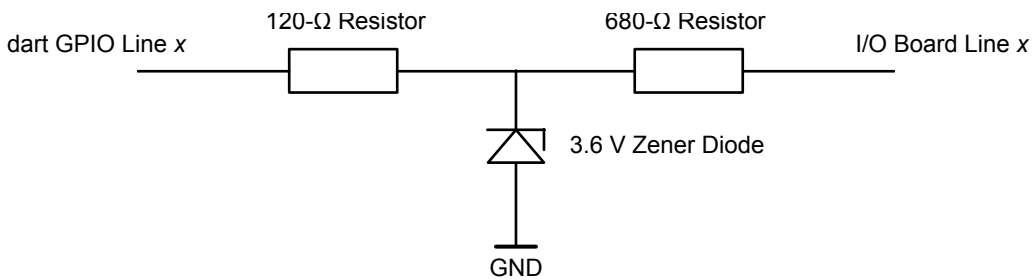 120-Ω Resistor
680-Ω Resistor
dart GPIO Line x
I/O Board Line x
3.6 V Zener Diode
GND